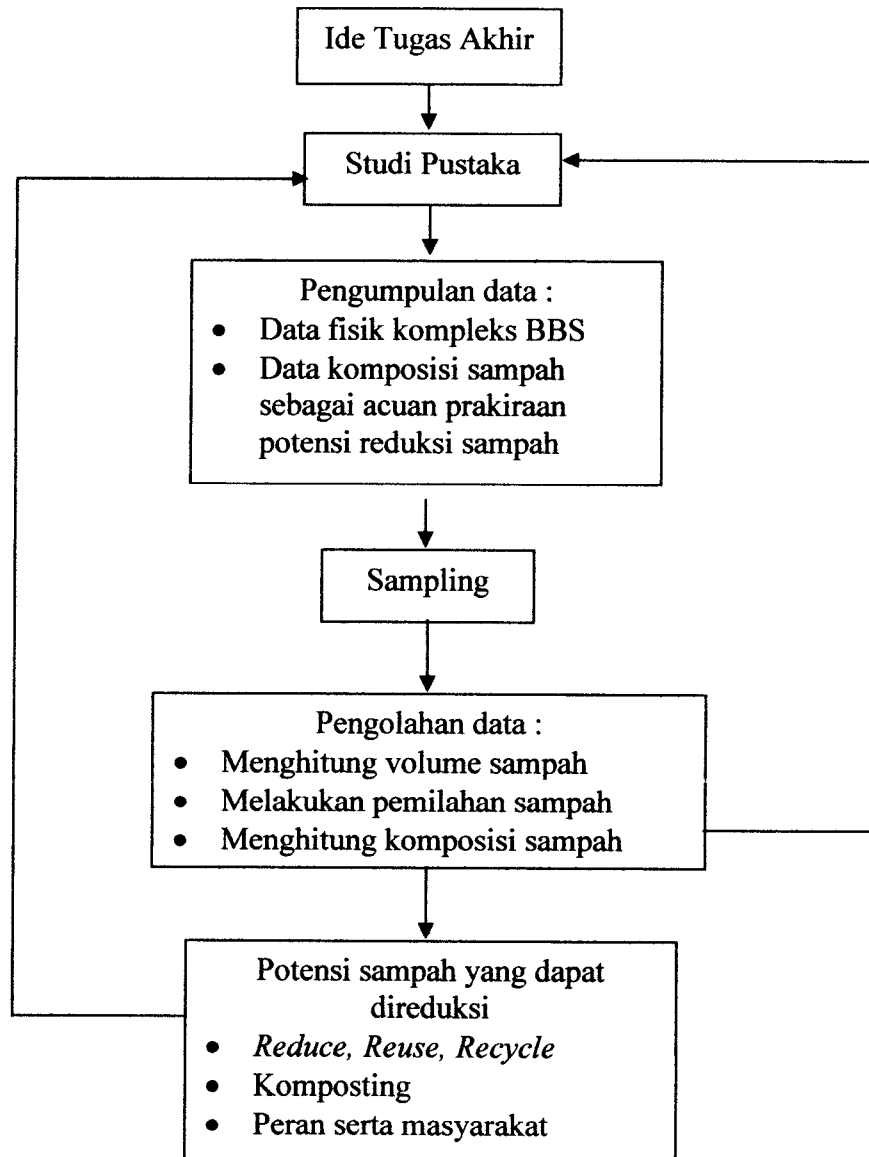 Ide Tugas Akhir
Studi Pustaka
Pengumpulan data :
• Data fisik kompleks BBS
• Data komposisi sampah
sebagai acuan prakiraan
potensi reduksi sampah
Sampling
Pengolahan data :
• Menghitung volume sampah
• Melakukan pemilahan sampah
• Menghitung komposisi sampah
Potensi sampah yang dapat
direduksi
• Reduce, Reuse, Recycle
• Komposting
• Peran serta masyarakat